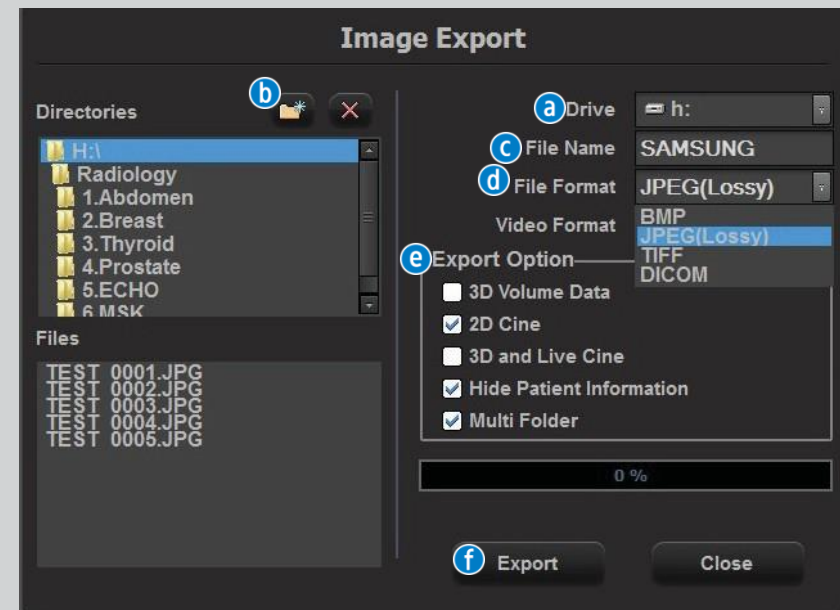 Image Export
b
Directories
H:\
Radiology
1.Abdomen
2.Breast
3.Thyroid
4.Prostate
5.ECHO
6.MSK
Files
TEST 0001.JPG
TEST 0002.JPG
TEST 0003.JPG
TEST 0004.JPG
TEST 0005.JPG
a Drive h:
c File Name SAMSUNG
d File Format JPEG(Lossy)
BMP
JPEG(Lossy)
TIFF
DICOM
Video Format
e Export Option
3D Volume Data
2D Cine
3D and Live Cine
Hide Patient Information
Multi Folder
0 %
f Export Close